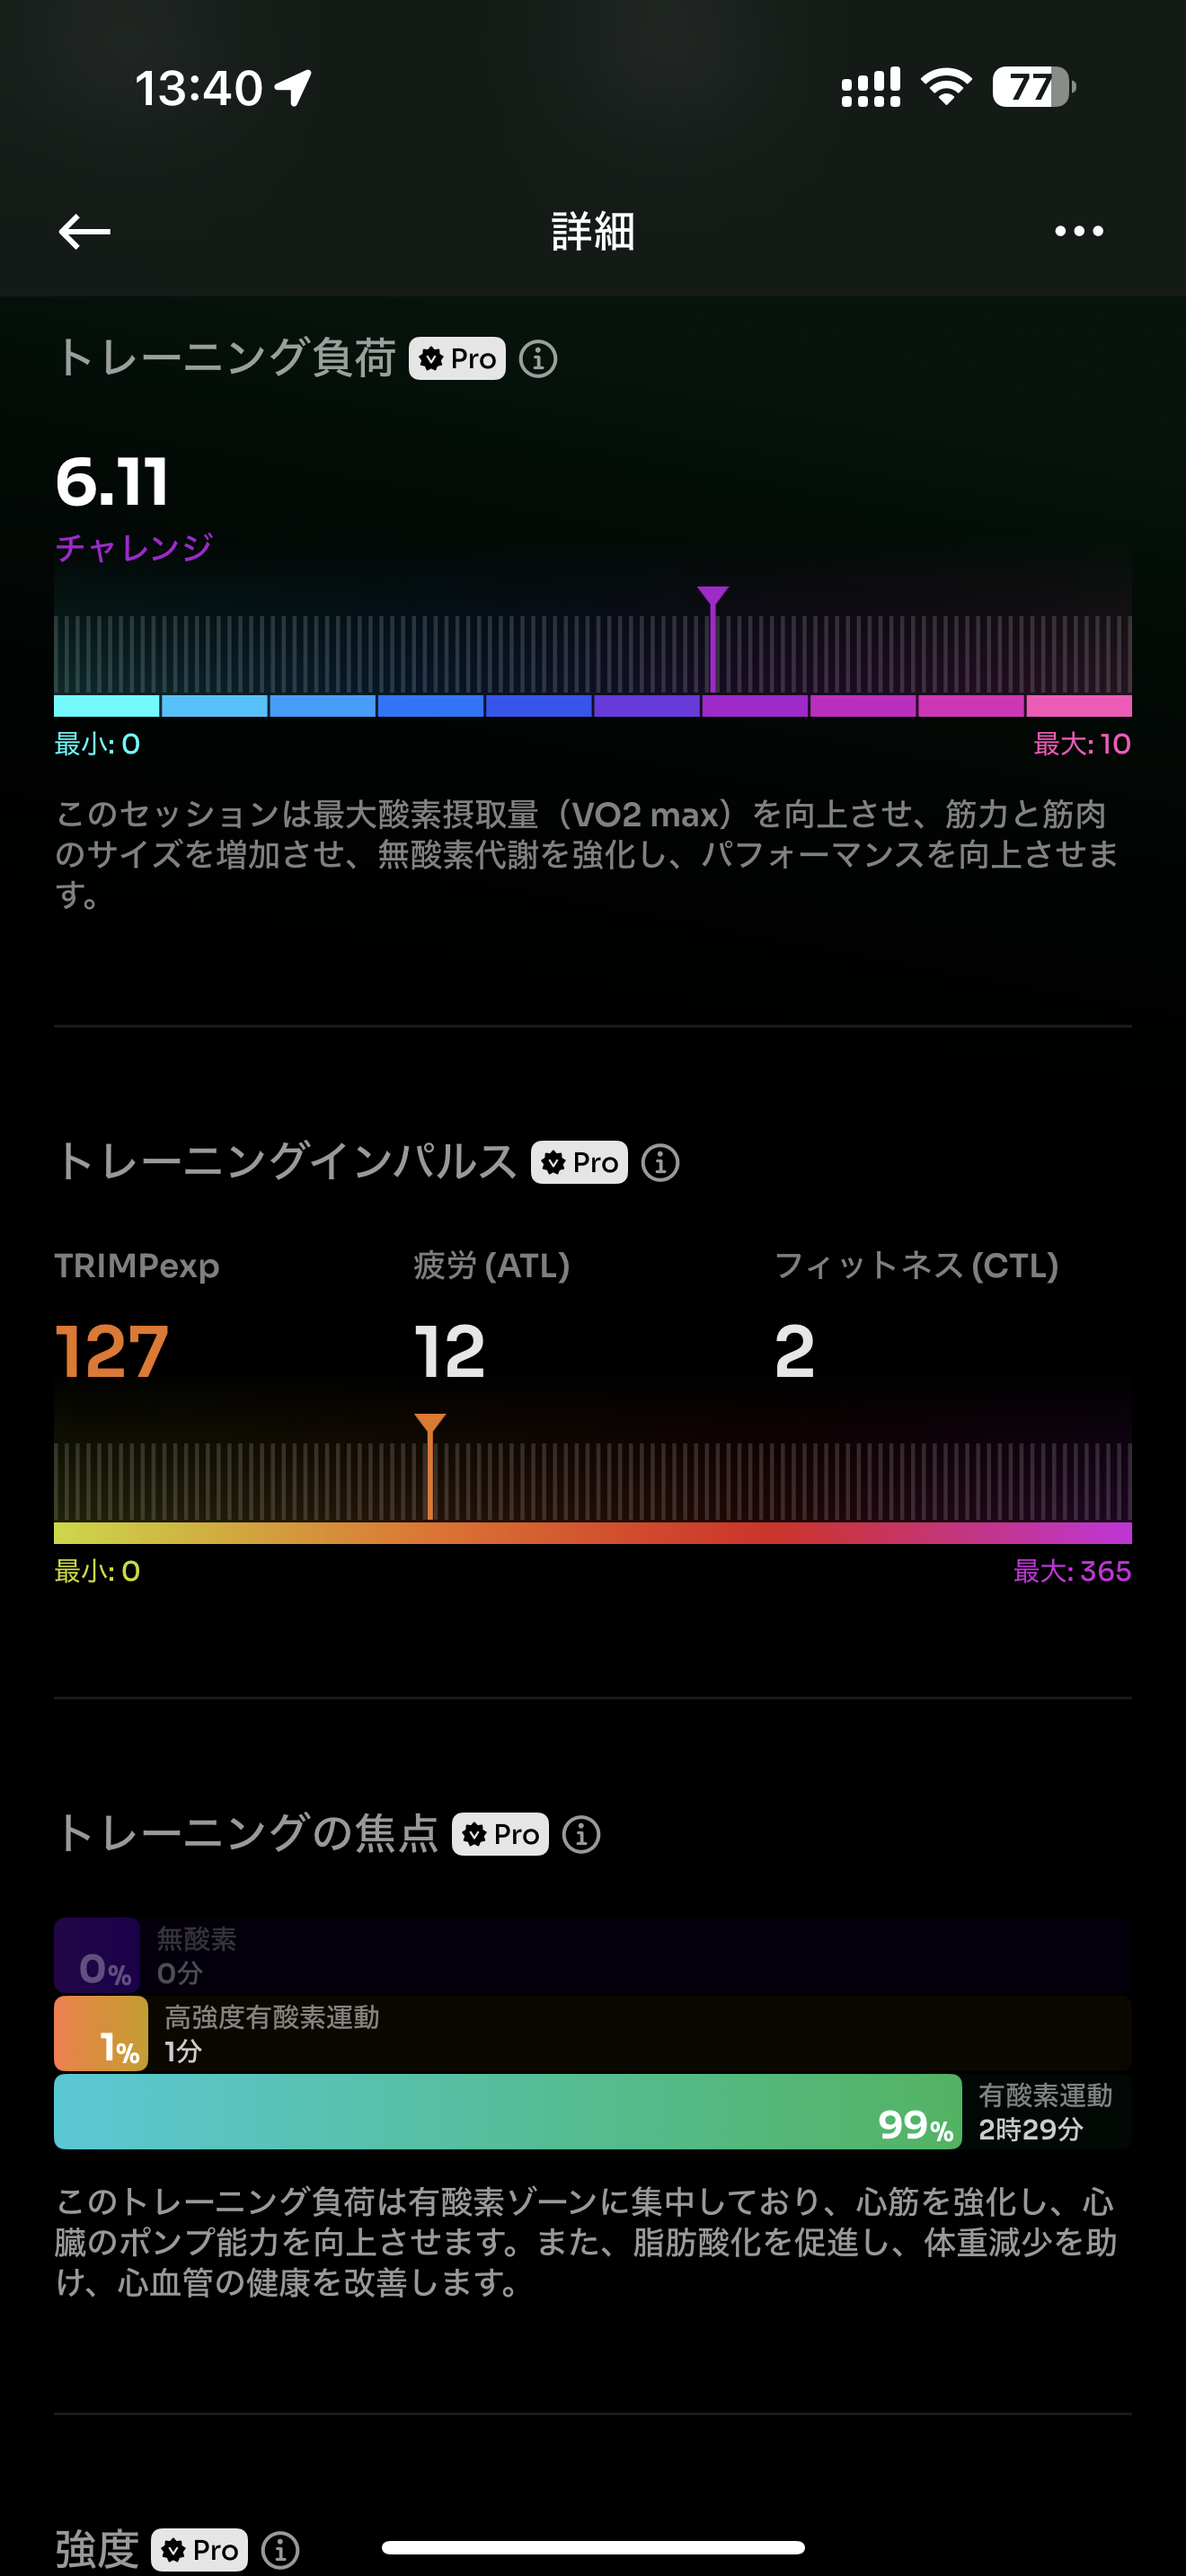 13:40
77
詳細
トレーニング負荷 Pro
6.11
チャレンジ
最小: 0
最大: 10
このセッションは最大酸素摂取量（VO2 max）を向上させ、筋力と筋肉
のサイズを増加させ、無酸素代謝を強化し、パフォーマンスを向上させま
す。
トレーニングインパルス Pro
TRIMPexp 疲労 (ATL) フィットネス (CTL)
127 12 2
最小: 0
最大: 365
トレーニングの焦点 Pro
無酸素
0% 0分
高強度有酸素運動
1% 1分
有酸素運動
99% 2時29分
このトレーニング負荷は有酸素ゾーンに集中しており、心筋を強化し、心
臓のポンプ能力を向上させます。また、脂肪酸化を促進し、体重減少を助
け、心血管の健康を改善します。
強度 Pro